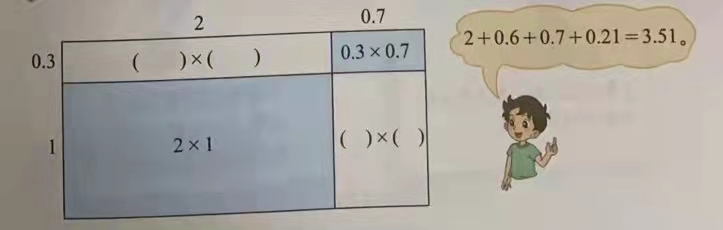 2 0.7
0.3 ( )×( ) 0.3×0.7
1 2×1 ( )×( )
2+0.6+0.7+0.21=3.51。